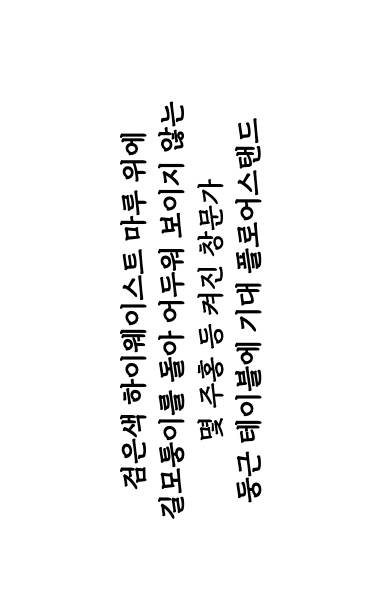 검은색 하이웨이스트 마루 위에
길모퉁이를 돌아 어두워 보이지 않는
몇 주홍 등 켜진 창문가
둥근 테이블에 기대 플로어스탠드